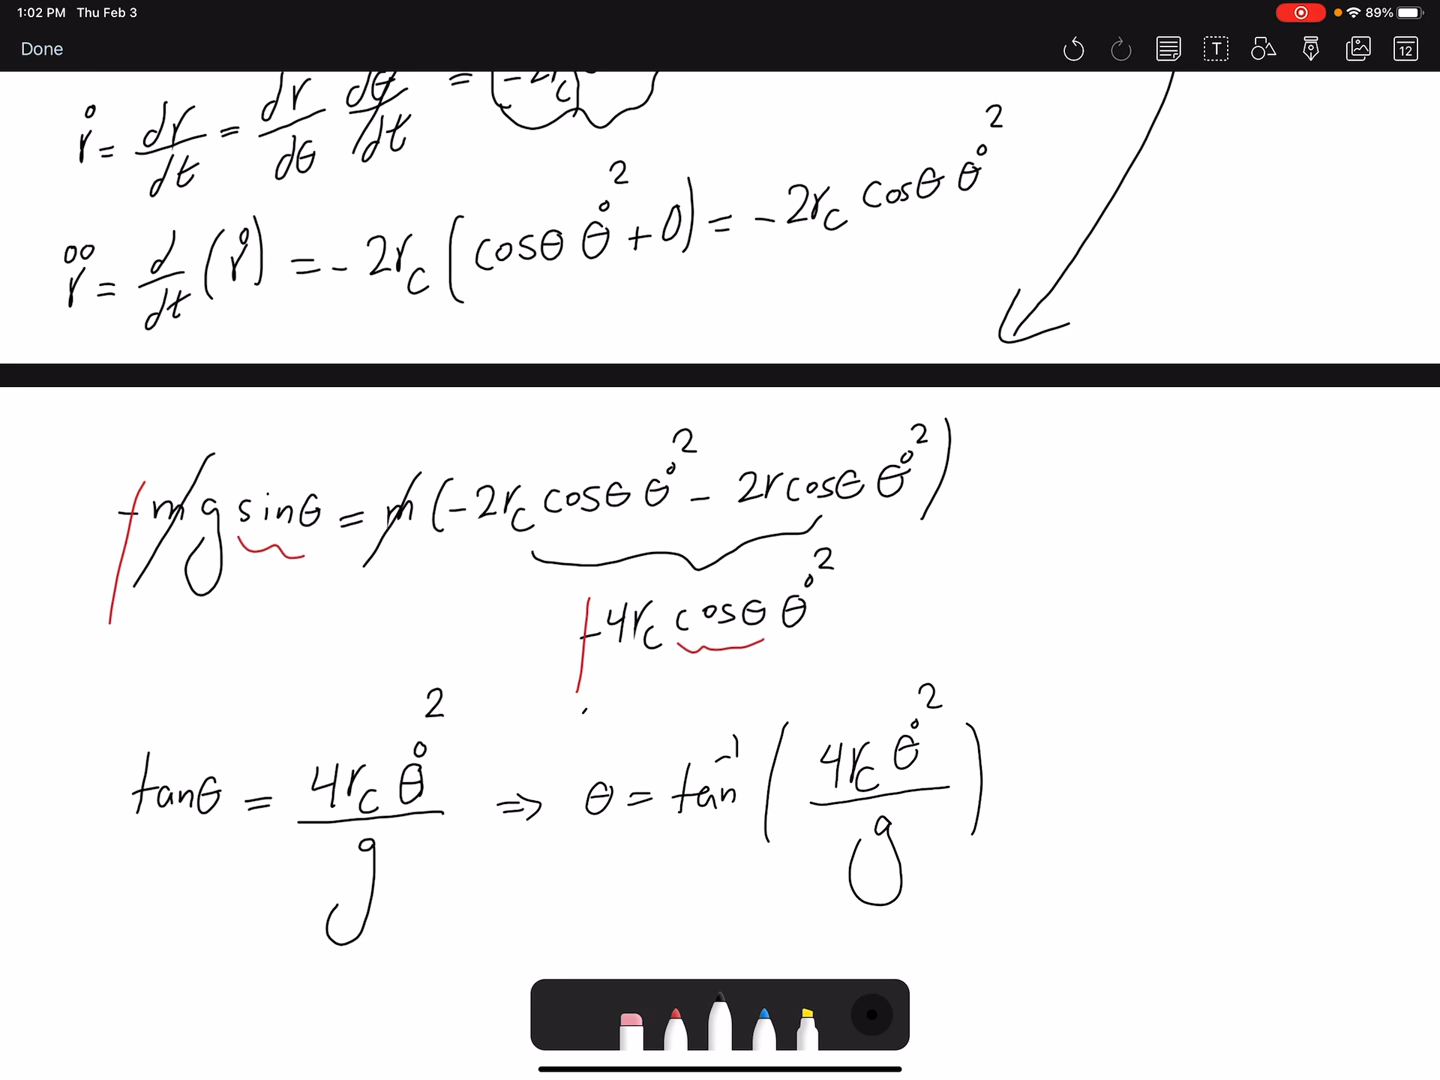 1:02 PM Thu Feb 3
89%
Done
T
12
ṙ = dr/dt = dr/dθ dθ/dt = (-2r_c
r̈ = d/dt (ṙ) = -2r_c (cosθ θ̇² + 0) = -2r_c cosθ θ̇²
-mg sinθ = m(-2r_c cosθ θ̇² - 2r cosθ θ̇²)
-4r_c cosθ θ̇²
tanθ = 4r_c θ̇² / g ⇒ θ = tan⁻¹ (4r_c θ̇² / g)